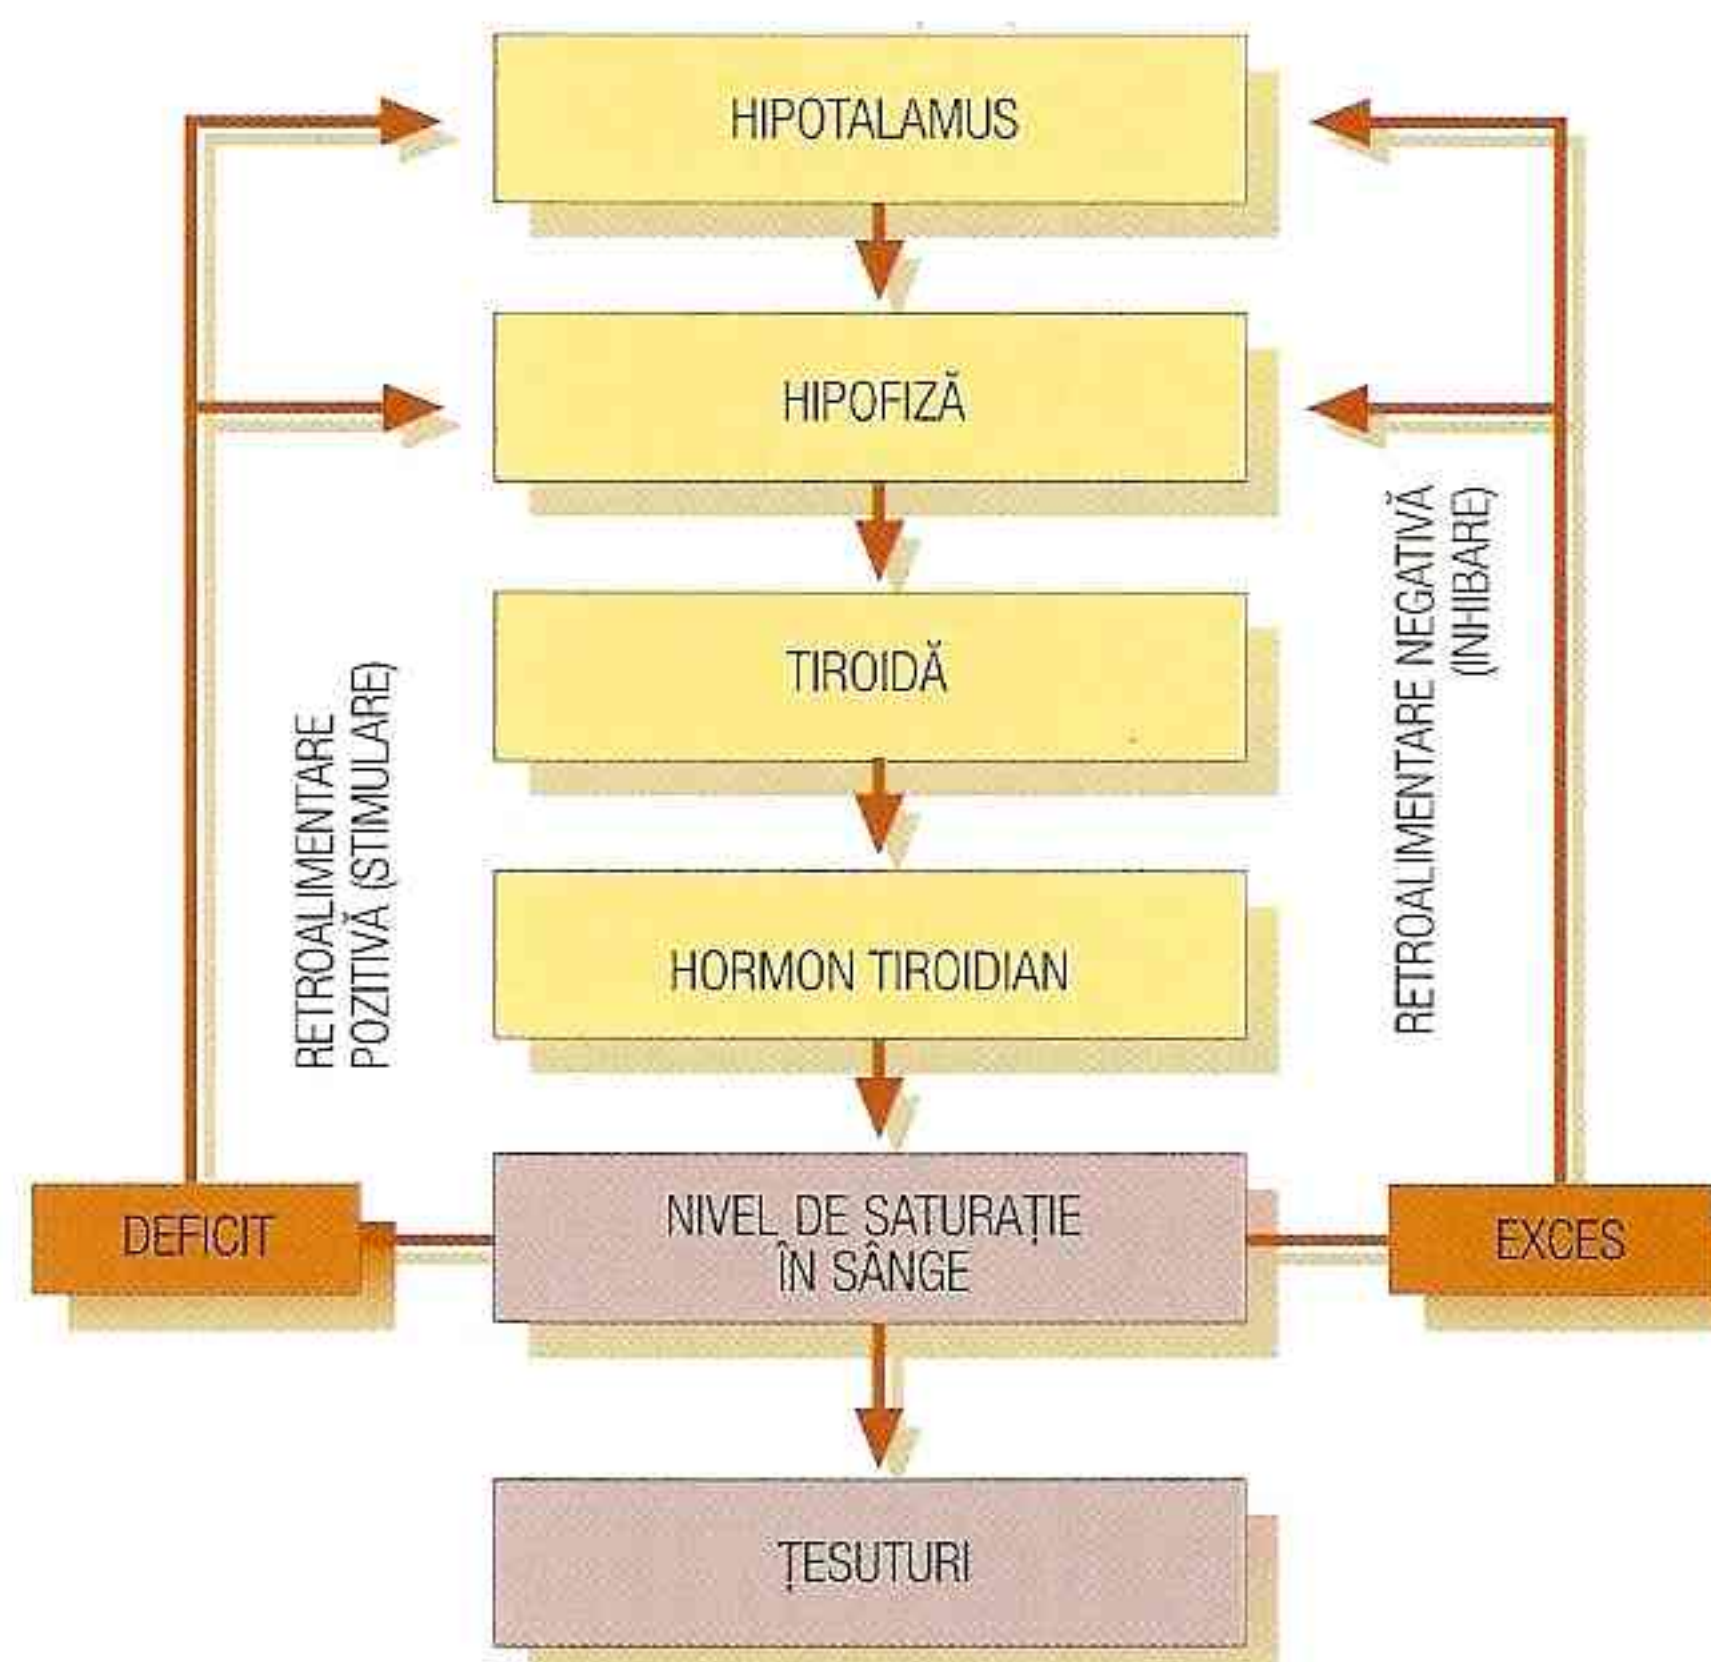 HIPOTALAMUS
HIPOFIZĂ
TIROIDĂ
HORMON TIROIDIAN
RETROALIMENTARE
POZITIVĂ (STIMULARE)
RETROALIMENTARE NEGATIVĂ
(INHIBARE)
DEFICIT
NIVEL DE SATURAȚIE
ÎN SÂNGE
EXCES
ȚESUTURI